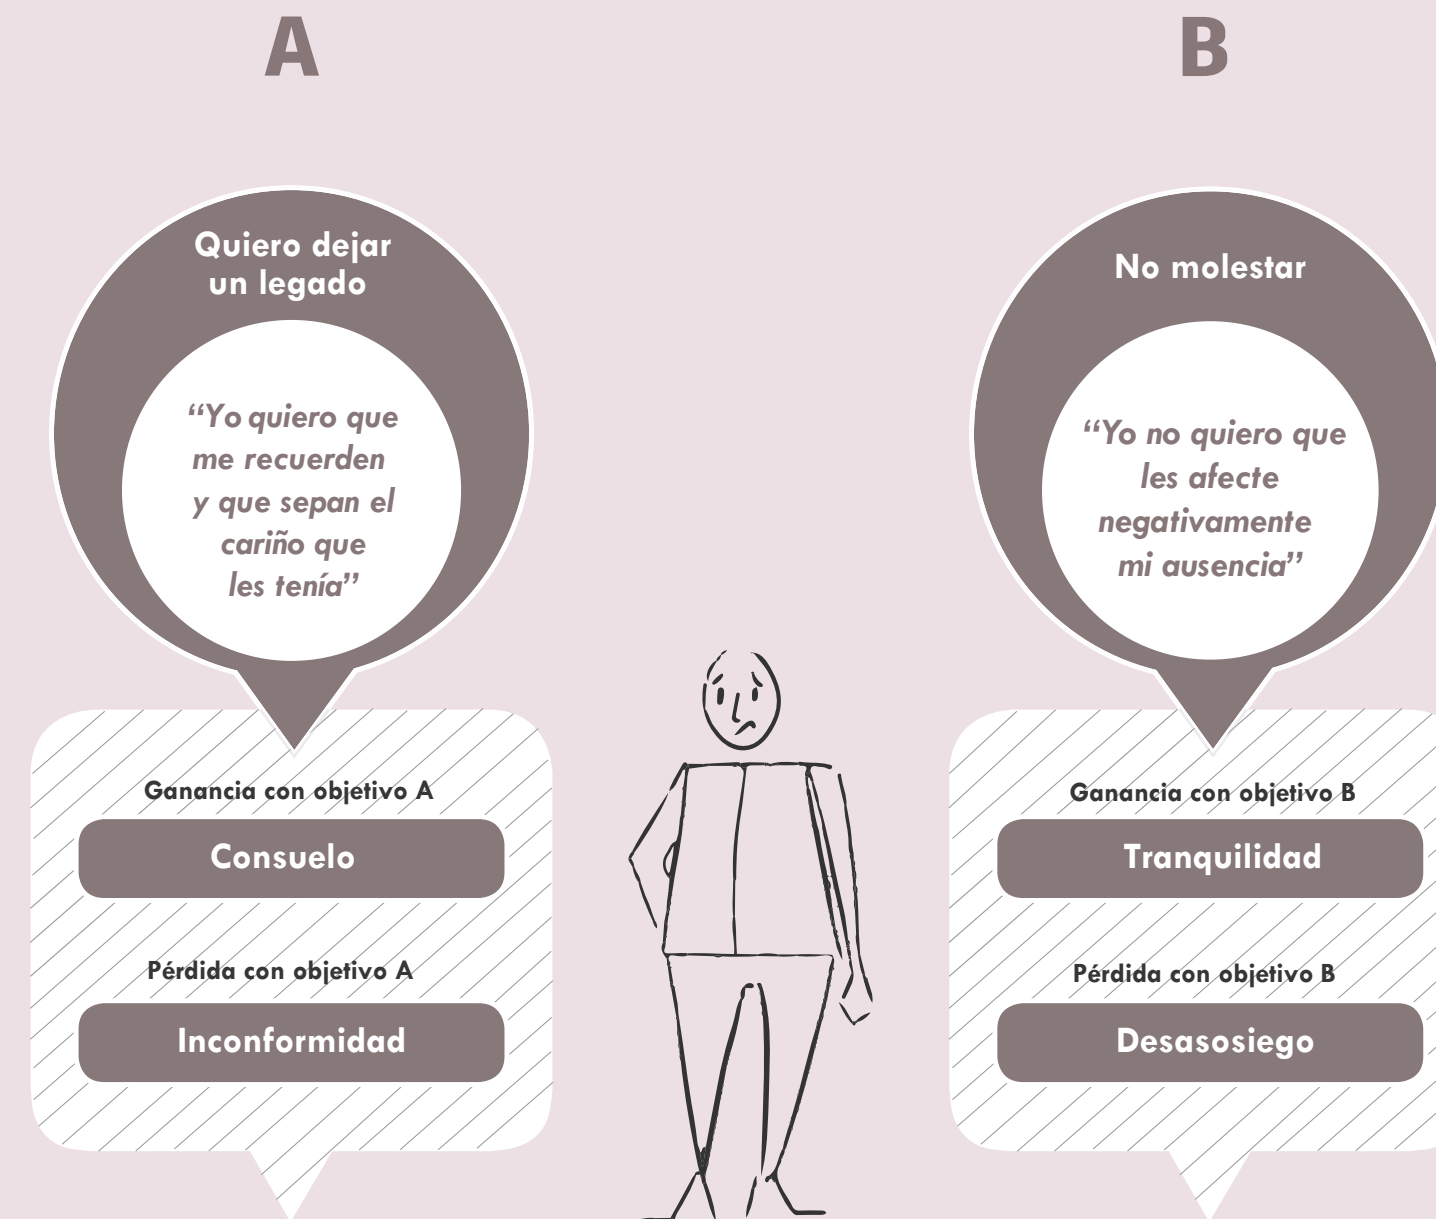 A
Quiero dejar
un legado
“Yo quiero que
me recuerden
y que sepan el
cariño que
les tenía”
Ganancia con objetivo A
Consuelo
Pérdida con objetivo A
Inconformidad
B
No molestar
“Yo no quiero que
les afecte
negativamente
mi ausencia”
Ganancia con objetivo B
Tranquilidad
Pérdida con objetivo B
Desasosiego